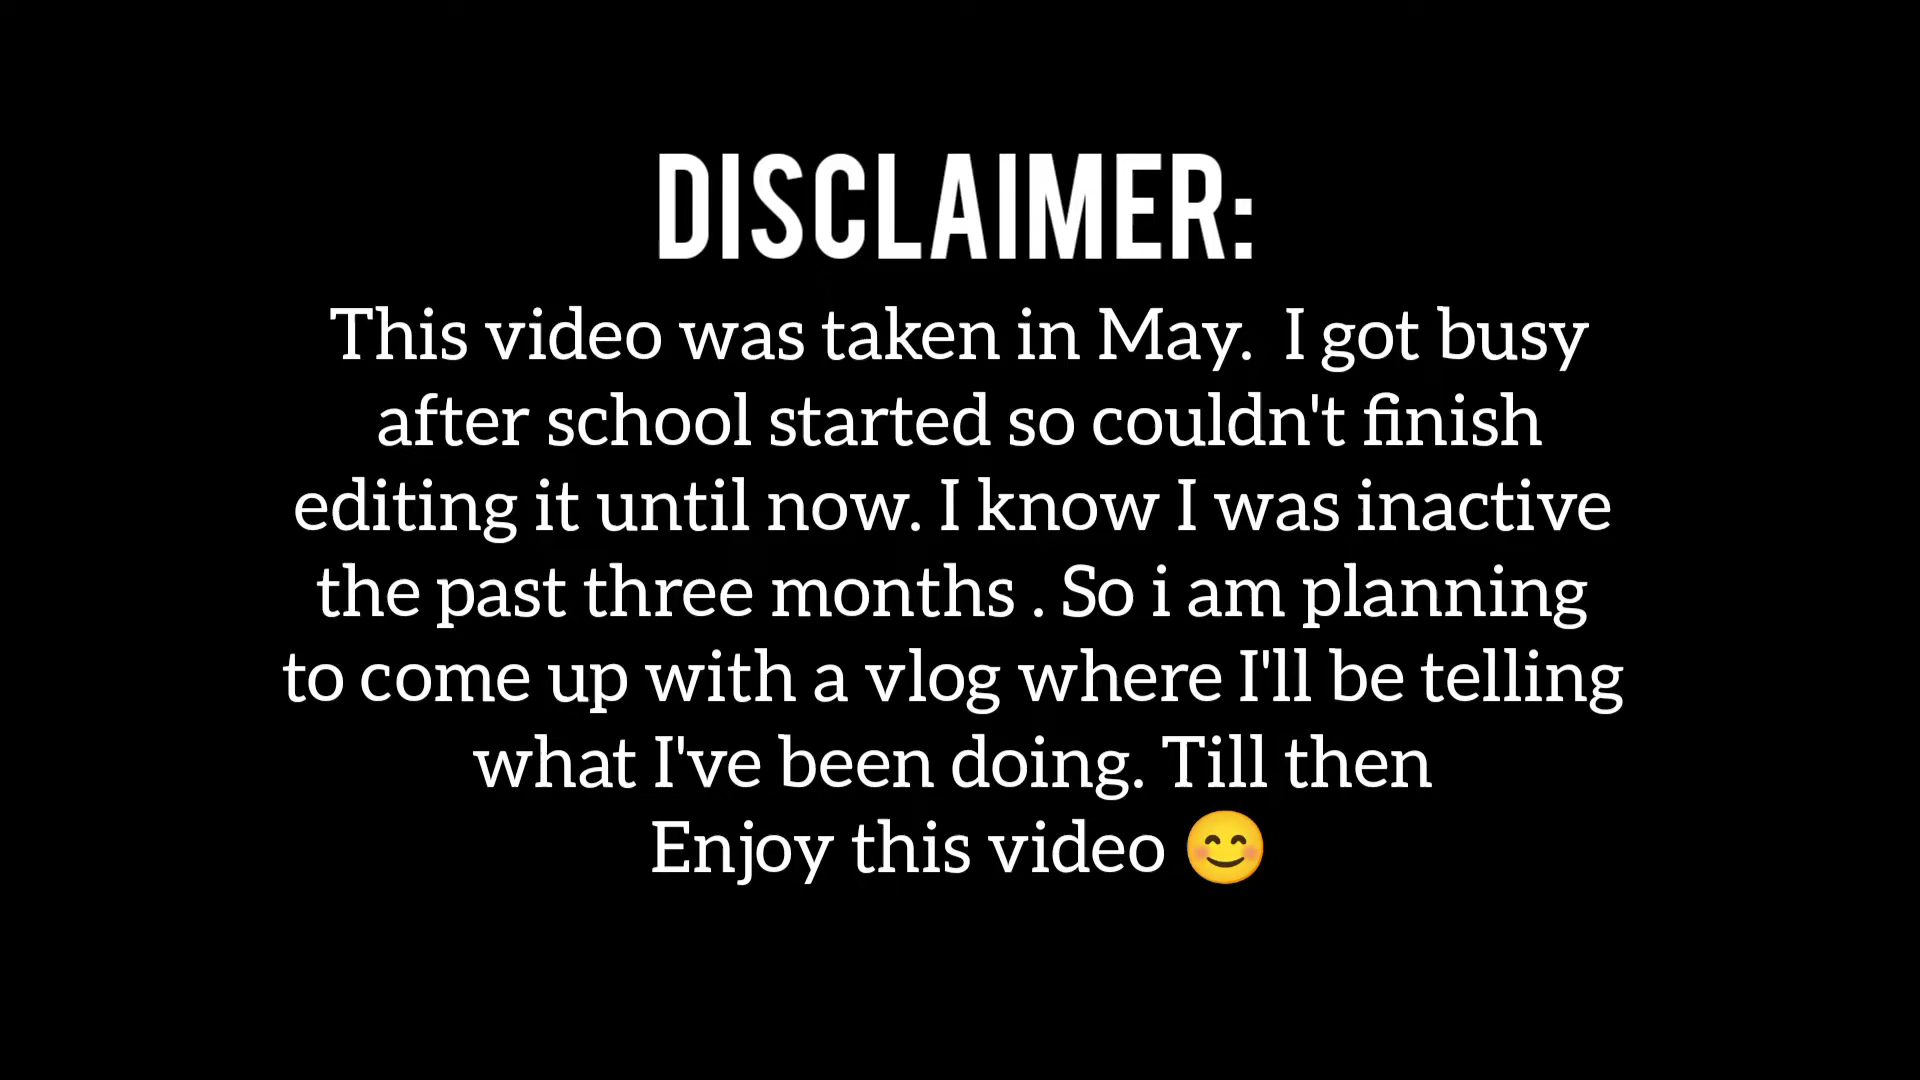 DISCLAIMER:
This video was taken in May.  I got busy
after school started so couldn't finish
editing it until now. I know I was inactive
the past three months . So i am planning
to come up with a vlog where I'll be telling
what I've been doing. Till then
Enjoy this video 😊